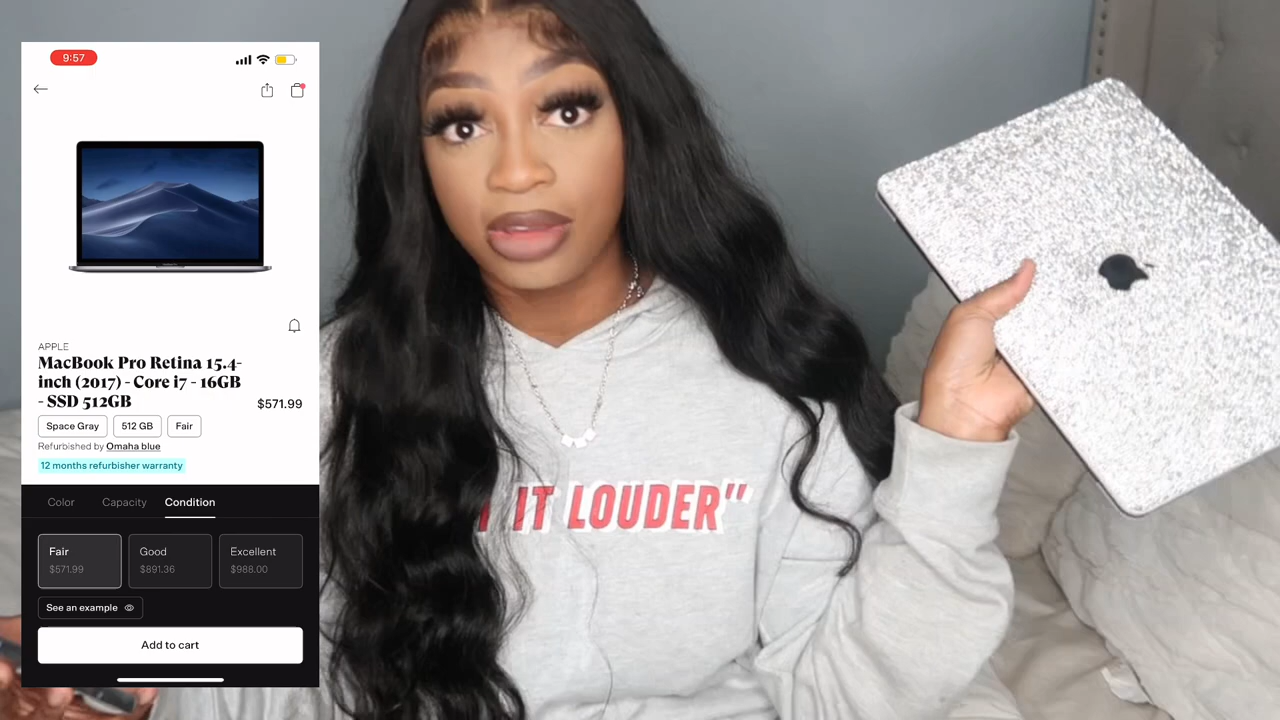 9:57
APPLE
MacBook Pro Retina 15.4-
inch (2017) - Core i7 - 16GB
- SSD 512GB
$571.99
Space Gray
512 GB
Fair
Refurbished by Omaha blue
12 months refurbisher warranty
Color
Capacity
Condition
Fair
Good
Excellent
$571.99
$891.36
$988.00
See an example
Add to cart
IT LOUDER"